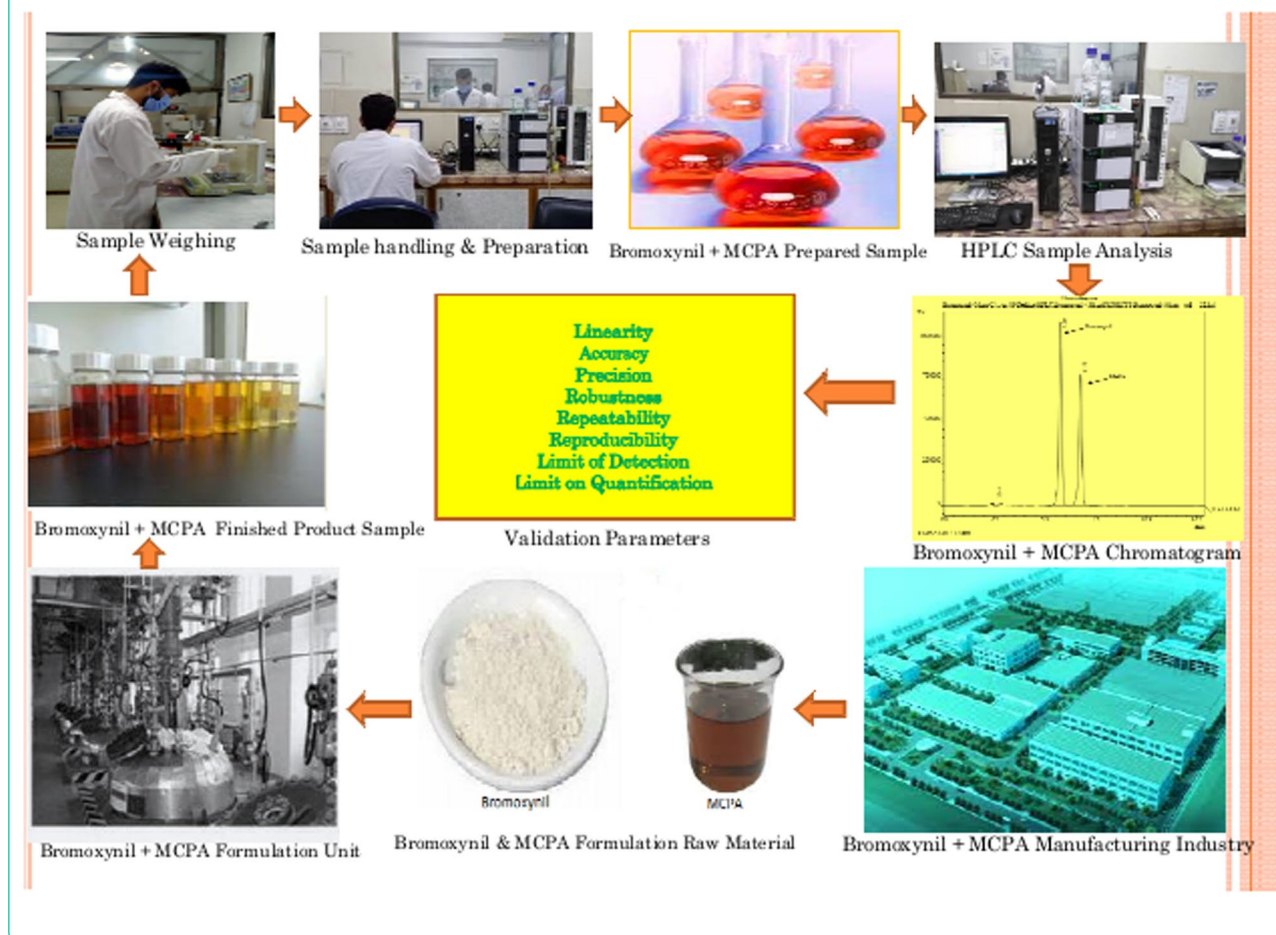 Sample Weighing
Sample handling & Preparation
Bromoxynil + MCPA Prepared Sample
HPLC Sample Analysis
Linearity
Accuracy
Precision
Robustness
Repeatability
Reproducibility
Limit of Detection
Limit on Quantification
Validation Parameters
Bromoxynil + MCPA Finished Product Sample
Bromoxynil + MCPA Chromatogram
Bromoxynil
MCPA
Bromoxynil + MCPA Formulation Unit
Bromoxynil & MCPA Formulation Raw Material
Bromoxynil + MCPA Manufacturing Industry